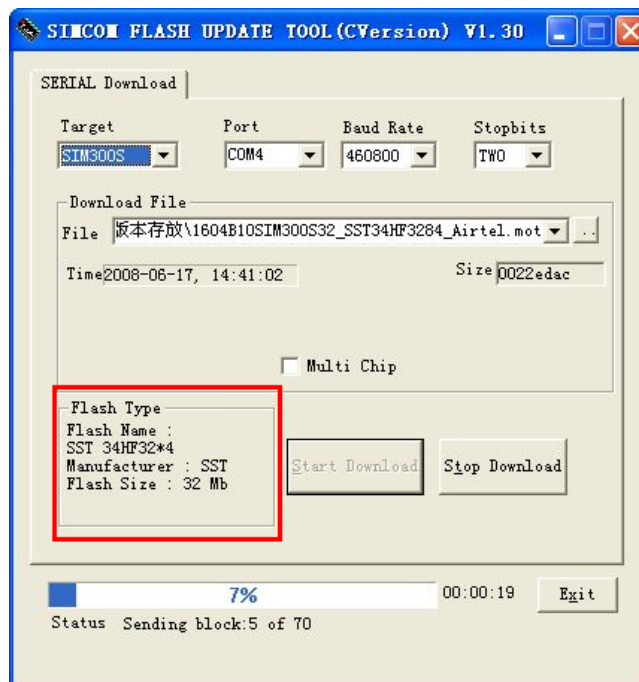 SIMCOM FLASH UPDATE TOOL(CVersion) V1.30
SERIAL Download
Target Port Baud Rate Stopbits
SIM300S COM4 460800 TWO
Download File
File 版本存放\1604B10SIM300S32_SST34HF3284_Airtel.mot ..
Time 2008-06-17, 14:41:02 Size 0022edac
Multi Chip
Flash Type
Flash Name :
SST 34HF32*4
Manufacturer : SST
Flash Size : 32 Mb
Start Download Stop Download
7% 00:00:19 Exit
Status Sending block:5 of 70